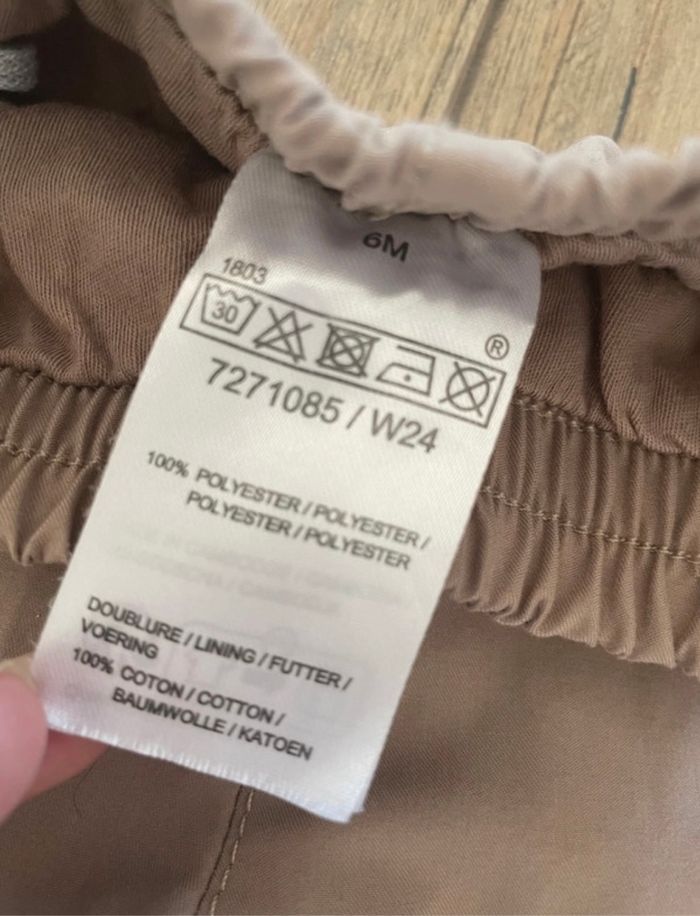 6M
1803
30
®
7271085 / W24
100% POLYESTER / POLYESTER /
POLYESTER / POLYESTER
DOUBLURE / LINING / FUTTER /
VOERING
100% COTON / COTTON /
BAUMWOLLE / KATOEN